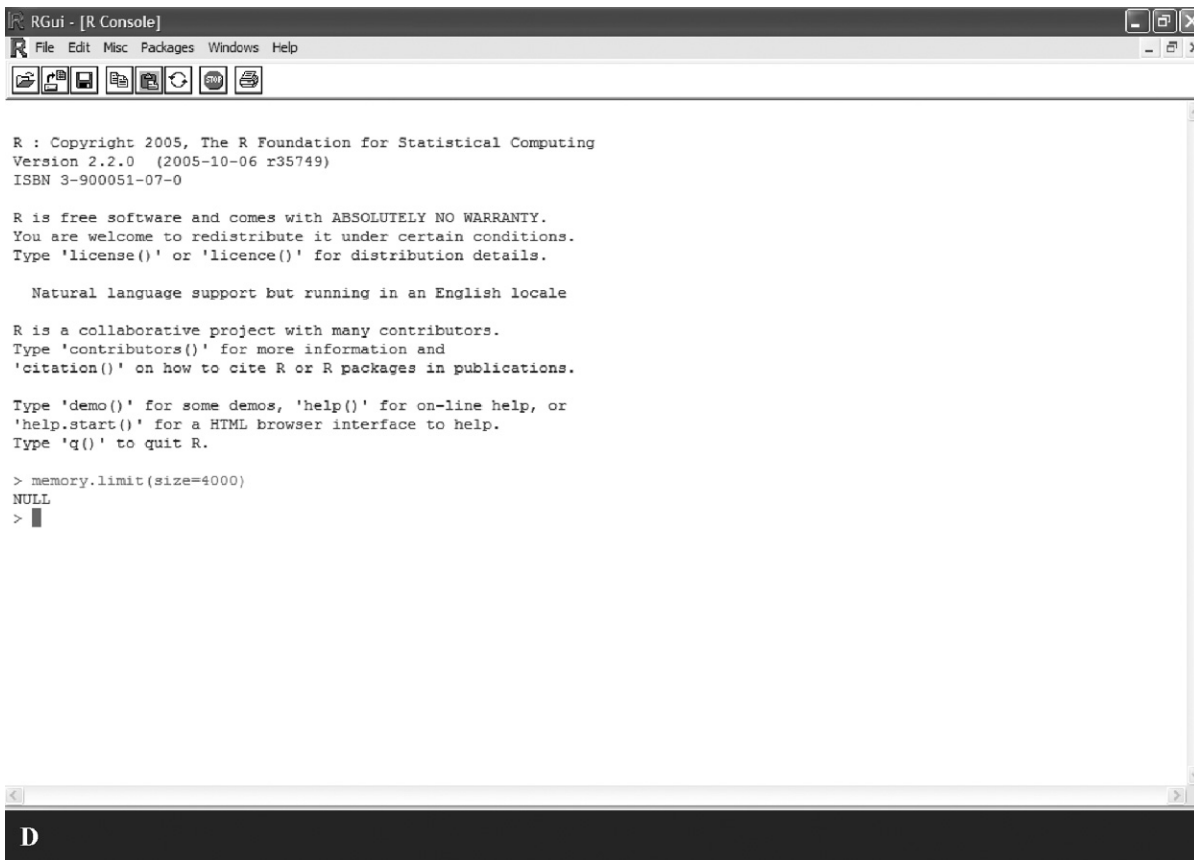 RGui - [R Console]
File Edit Misc Packages Windows Help
STOP
R : Copyright 2005, The R Foundation for Statistical Computing
Version 2.2.0  (2005-10-06 r35749)
ISBN 3-900051-07-0
R is free software and comes with ABSOLUTELY NO WARRANTY.
You are welcome to redistribute it under certain conditions.
Type 'license()' or 'licence()' for distribution details.
Natural language support but running in an English locale
R is a collaborative project with many contributors.
Type 'contributors()' for more information and
'citation()' on how to cite R or R packages in publications.
Type 'demo()' for some demos, 'help()' for on-line help, or
'help.start()' for a HTML browser interface to help.
Type 'q()' to quit R.
> memory.limit(size=4000)
NULL
>
D